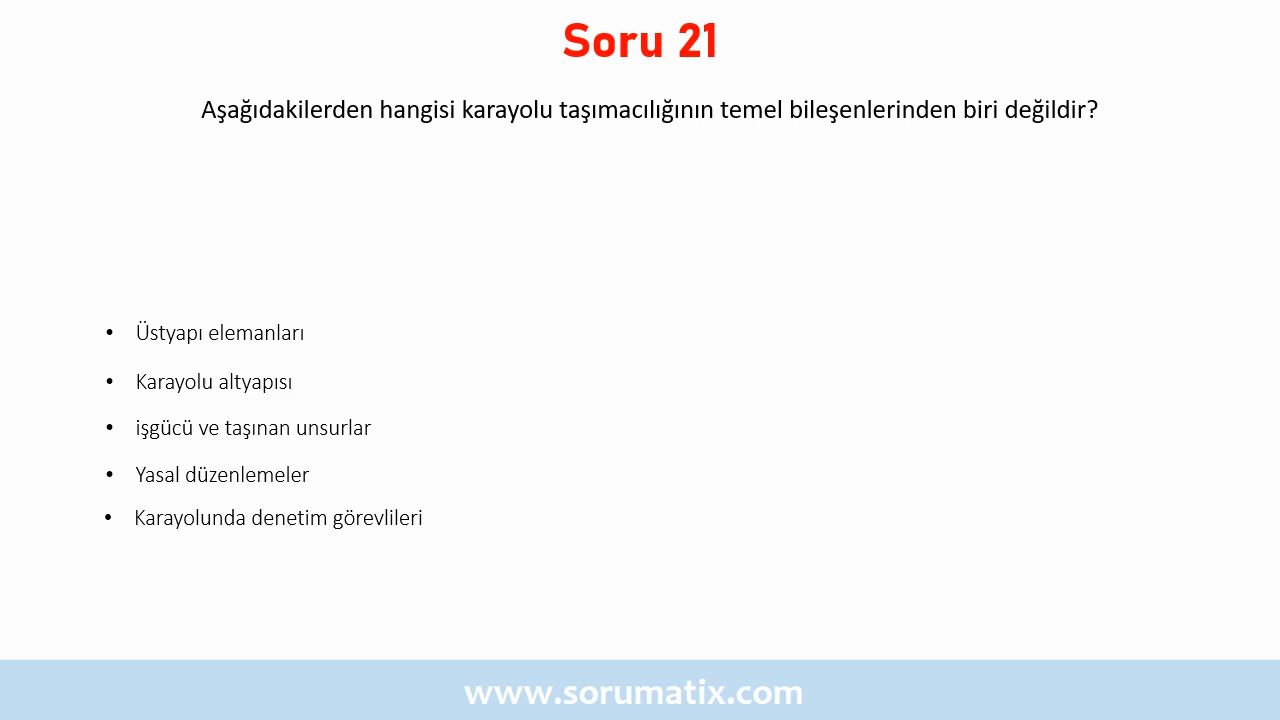 Soru 21
Aşağıdakilerden hangisi karayolu taşımacılığının temel bileşenlerinden biri değildir?
• Üstyapı elemanları
• Karayolu altyapısı
• işgücü ve taşınan unsurlar
• Yasal düzenlemeler
• Karayolunda denetim görevlileri
www.sorumatix.com